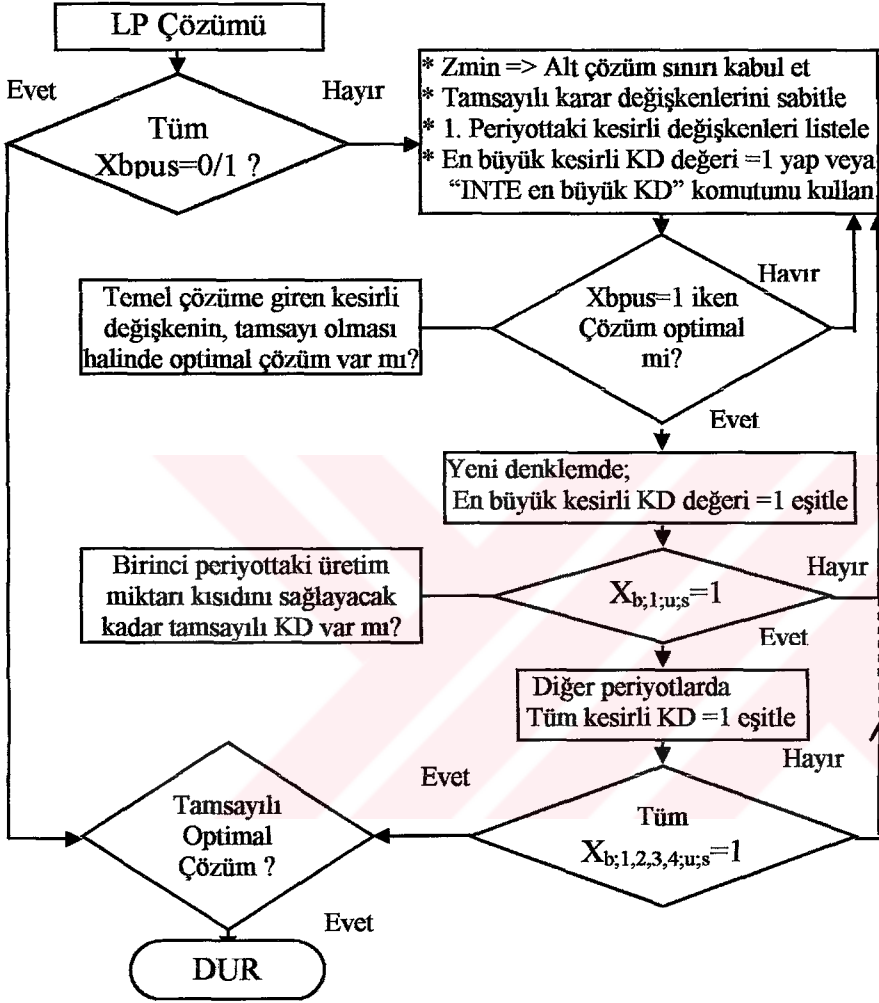 LP Çözümü
Evet
Hayır
Tüm
Xbpus=0/1 ?
* Zmin => Alt çözüm sınırı kabul et
* Tamsayılı karar değişkenlerini sabitle
* 1. Periyottaki kesirli değişkenleri listele
* En büyük kesirli KD değeri =1 yap veya
“INTE en büyük KD” komutunu kullan
Temel çözüme giren kesirli
değişkenin, tamsayı olması
halinde optimal çözüm var mı?
Xbpus=1 iken
Çözüm optimal
mi?
Hayır
Evet
Yeni denklemde;
En büyük kesirli KD değeri =1 eşitle
Birinci periyottaki üretim
miktarı kısıdını sağlayacak
kadar tamsayılı KD var mı?
Xb;1;u;s=1
Hayır
Evet
Diğer periyotlarda
Tüm kesirli KD =1 eşitle
Hayır
Evet
Tüm
Xb;1,2,3,4;u;s=1
Tamsayılı
Optimal
Çözüm ?
Evet
DUR